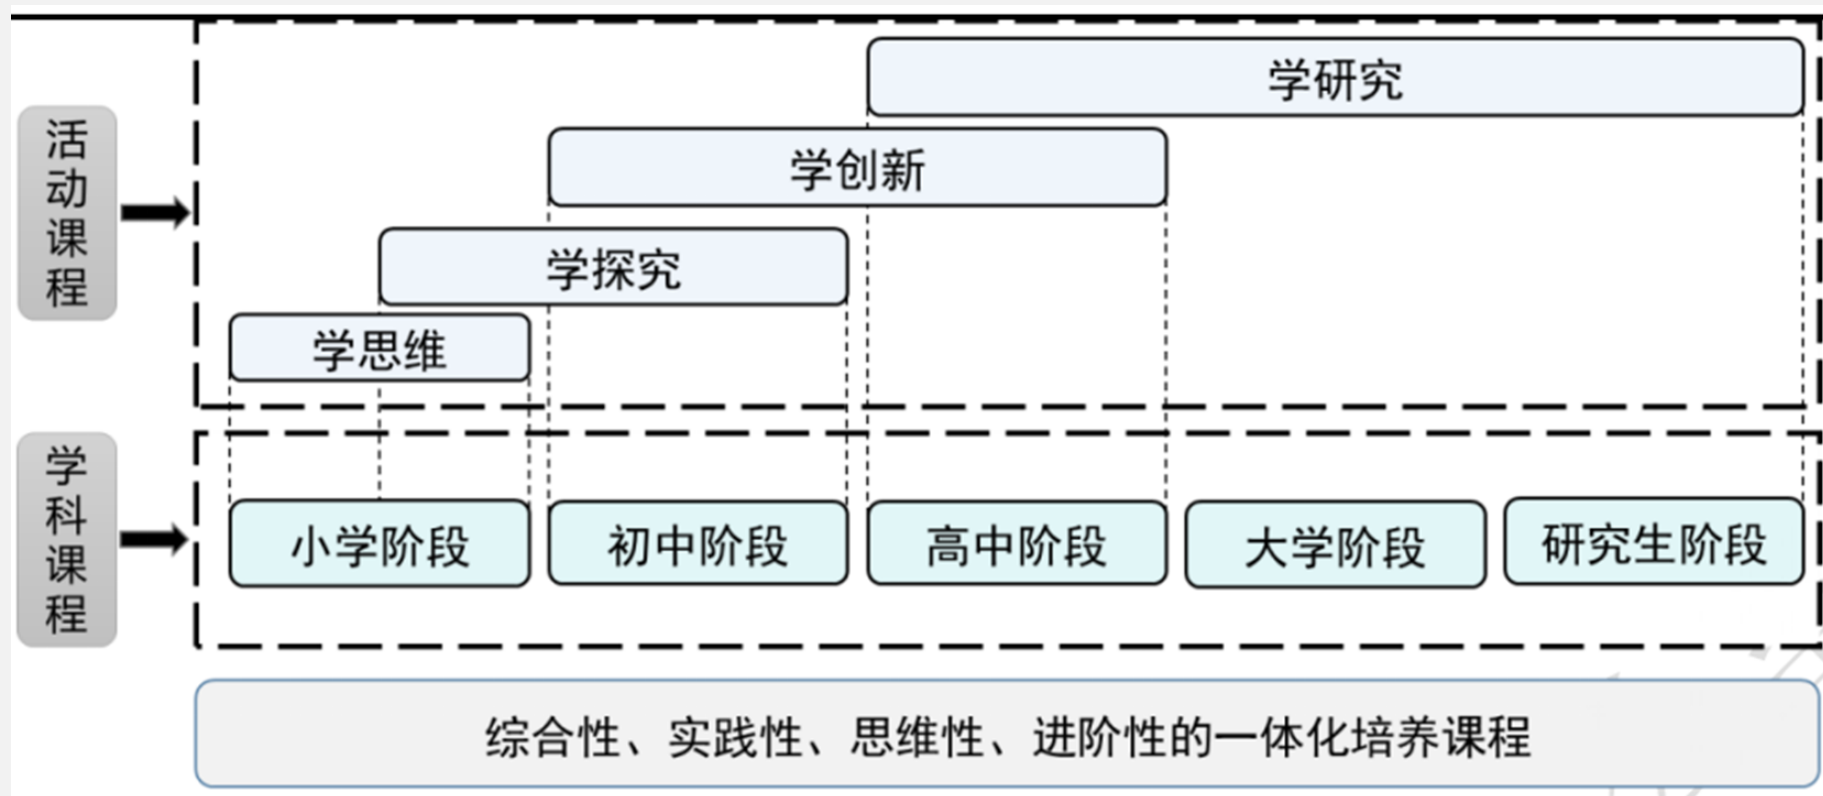 学研究
学创新
学探究
学思维
活动课程
学科课程
小学阶段
初中阶段
高中阶段
大学阶段
研究生阶段
综合性、实践性、思维性、进阶性的一体化培养课程